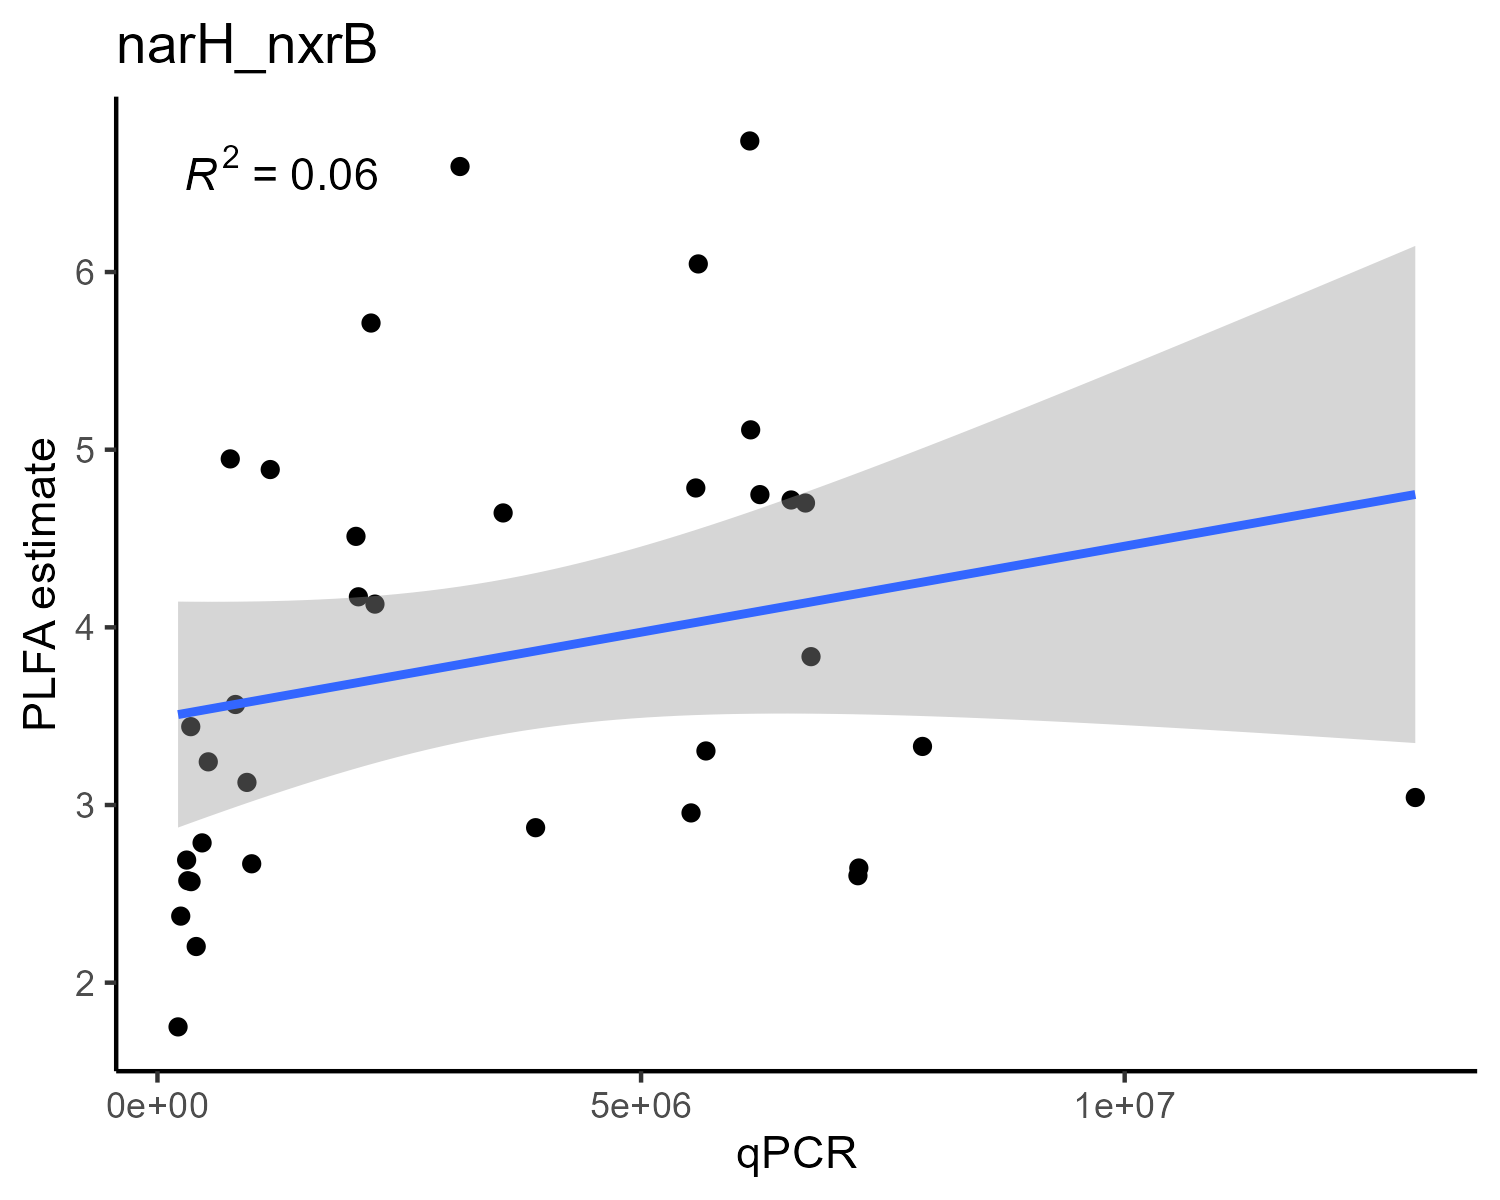 narH_nxrB
R² = 0.06
PLFA estimate
6
5
4
3
2
0e+00 5e+06 1e+07
qPCR